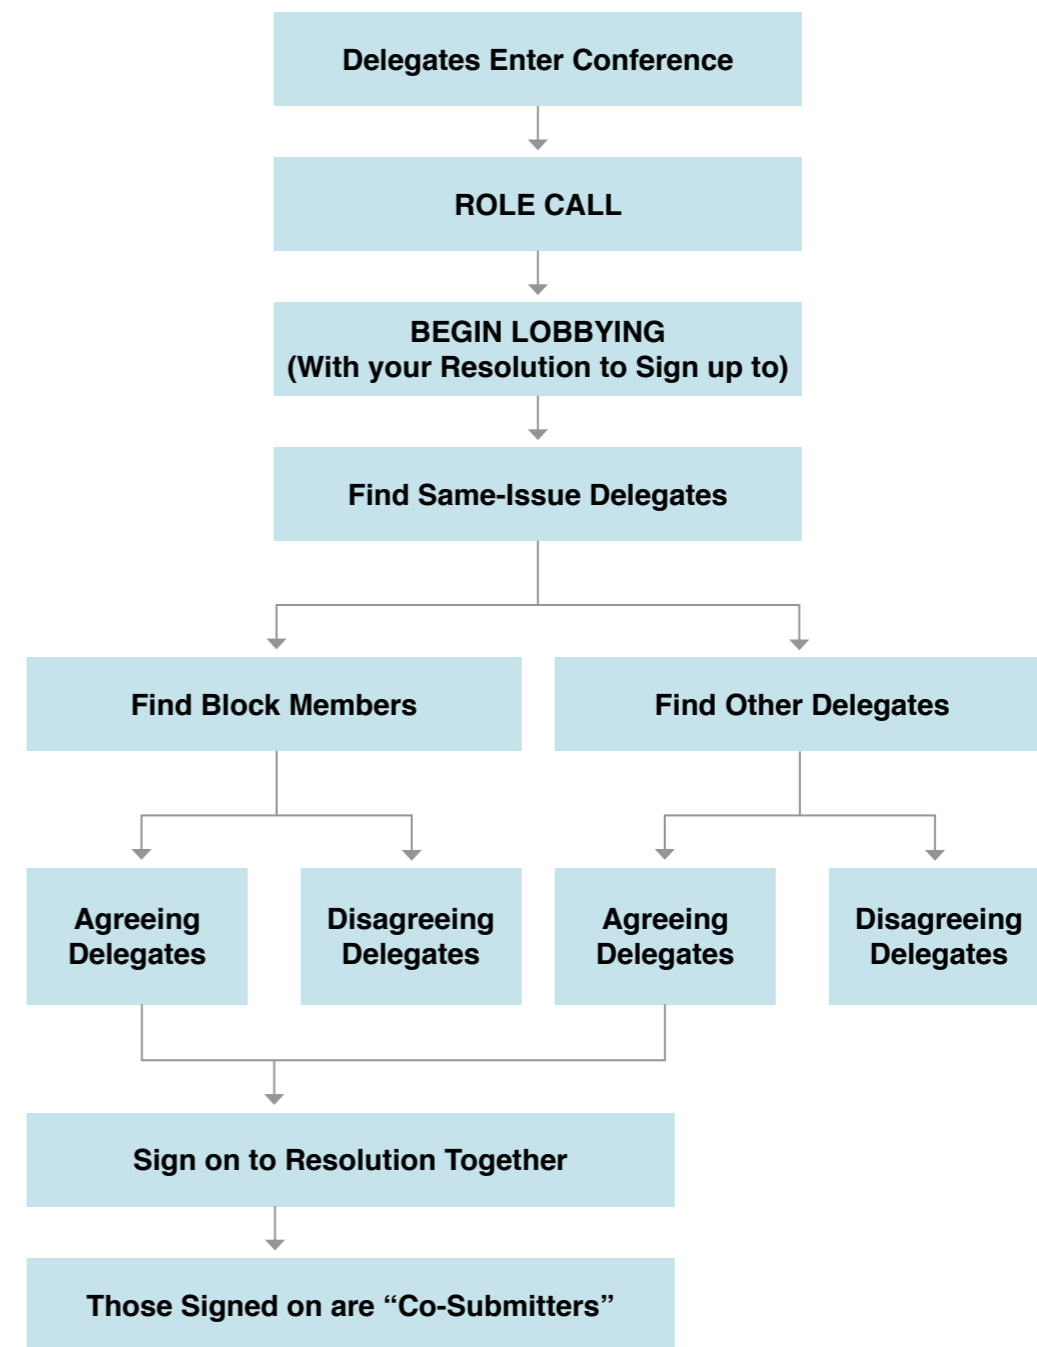 Delegates Enter Conference
ROLE CALL
BEGIN LOBBYING
(With your Resolution to Sign up to)
Find Same-Issue Delegates
Find Block Members
Find Other Delegates
Agreeing
Delegates
Disagreeing
Delegates
Agreeing
Delegates
Disagreeing
Delegates
Sign on to Resolution Together
Those Signed on are “Co-Submitters”